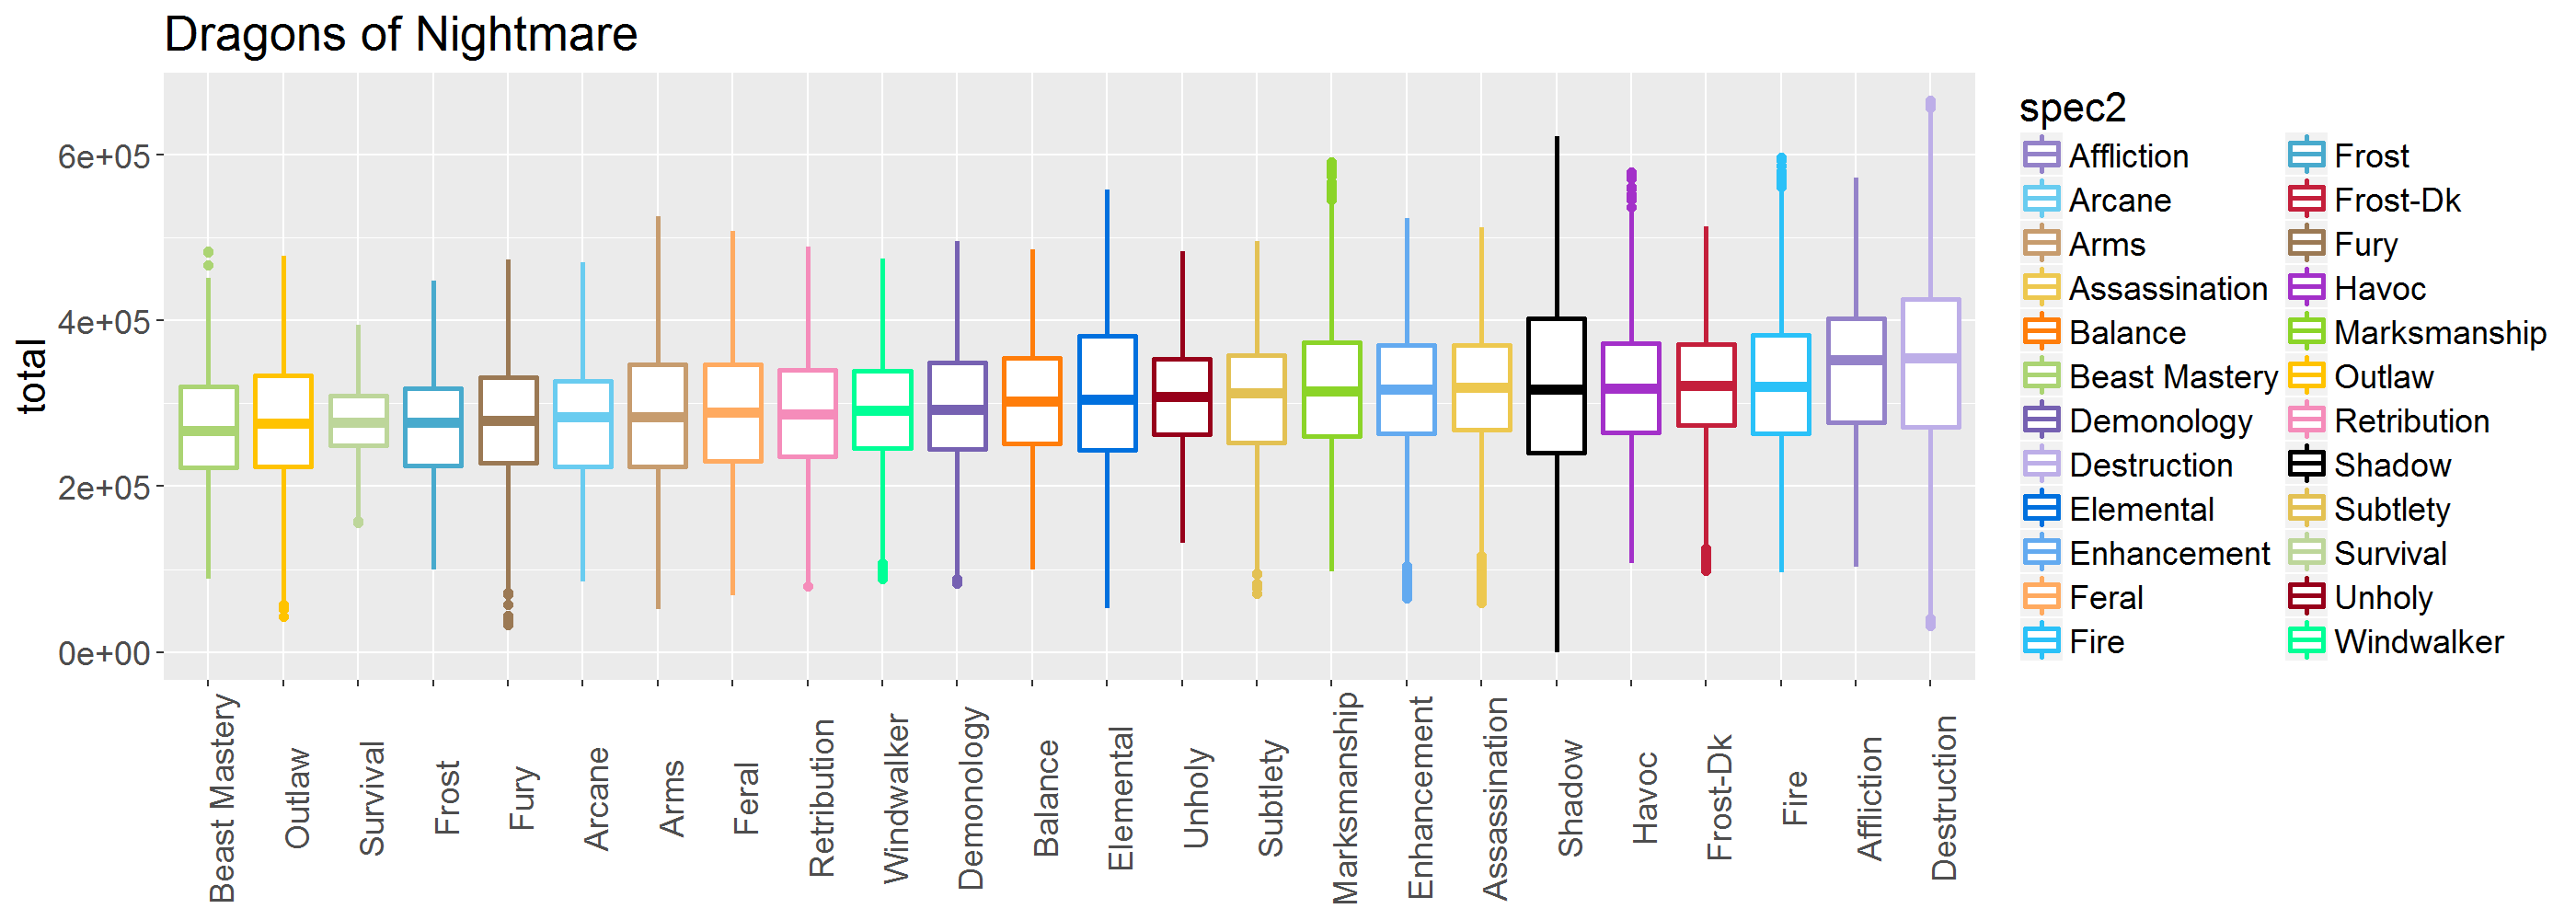 Dragons of Nightmare
total
6e+05
4e+05
2e+05
0e+00
Beast Mastery
Outlaw
Survival
Frost
Fury
Arcane
Arms
Feral
Retribution
Windwalker
Demonology
Balance
Elemental
Unholy
Subtlety
Marksmanship
Enhancement
Assassination
Shadow
Havoc
Frost-Dk
Fire
Affliction
Destruction
spec2
Affliction
Arcane
Arms
Assassination
Balance
Beast Mastery
Demonology
Destruction
Elemental
Enhancement
Feral
Fire
Frost
Frost-Dk
Fury
Havoc
Marksmanship
Outlaw
Retribution
Shadow
Subtlety
Survival
Unholy
Windwalker